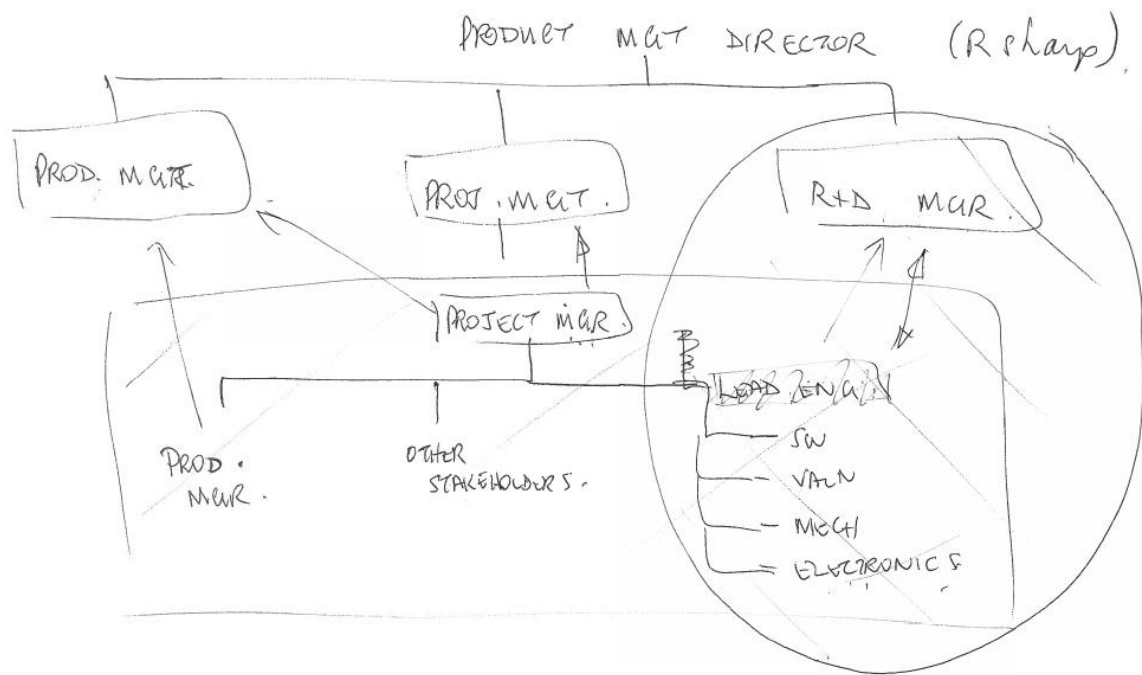 PRODUCT MGT DIRECTOR (R Sharp).
PROD. MGT.
PROJ. MGT.
R+D MGR.
PROJECT MGR.
LEAD ENG.
PROD.
MGR.
OTHER
STAKEHOLDERS.
SW
VALN
MECH
ELECTRONICS